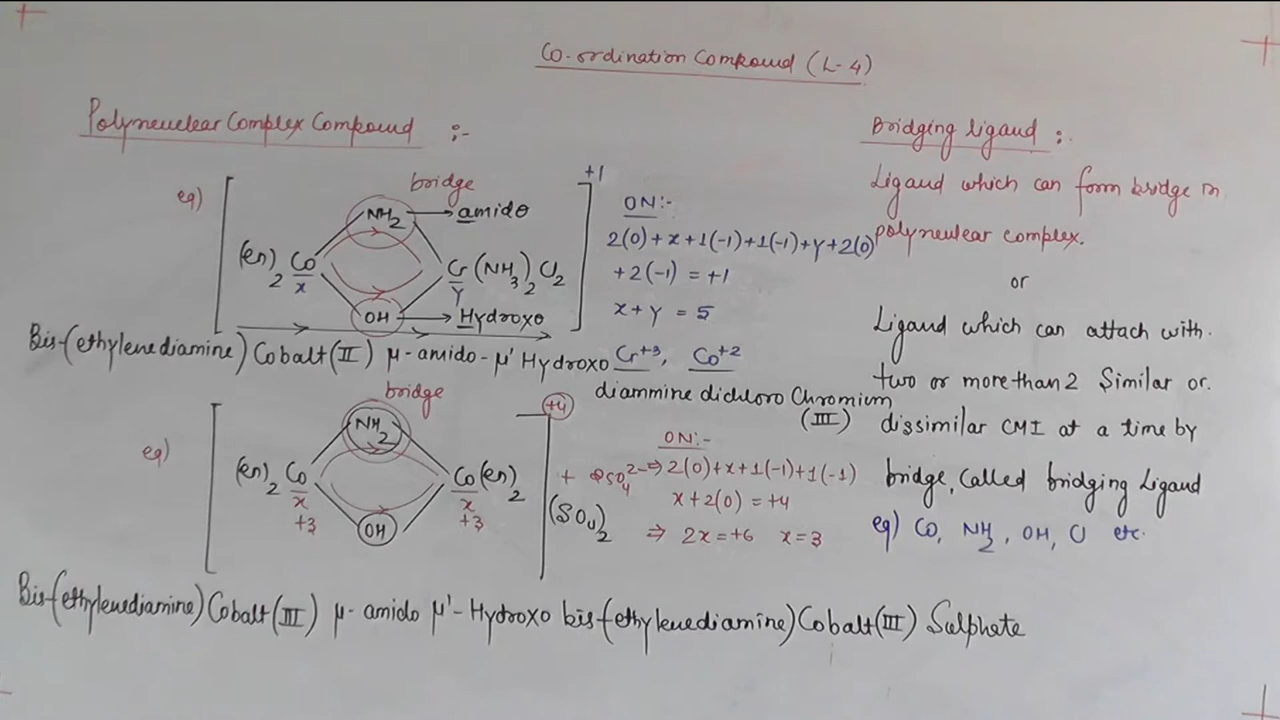 Co-ordination Compound (L-4)
Polyneuclear Complex Compound :-
eg)
bridge
+1
NH2 → amido
(en)2 Co
x
Cr(NH3)2Cl2
y
OH → Hydroxo
ON:-
2(0)+x+1(-1)+1(-1)+y+2(0)
+2(-1) = +1
x+y = 5
Cr+3, Co+2
Bis-(ethylenediamine) Cobalt(II) μ-amido-μ' Hydroxo
diammine dichloro Chromium
(III)
eg)
bridge
+4
NH2
(en)2 Co
x
+3
Co(en)2
x
+3
OH
(SO4)2
ON:-
+ 2SO4 2- ⇒ 2(0)+x+1(-1)+1(-1)
x+2(0) = +4
⇒ 2x=+6 x=3
Bis-(ethylenediamine) Cobalt(III) μ-amido μ'-Hydroxo bis(ethylenediamine) Cobalt(III) Sulphate
Bridging ligand :-
Ligand which can form bridge in
polyneulear complex.
or
Ligand which can attach with.
two or more than 2 Similar or.
dissimilar CMI at a time by
bridge, Called bridging Ligand
eg) CO, NH2, OH, Cl etc.